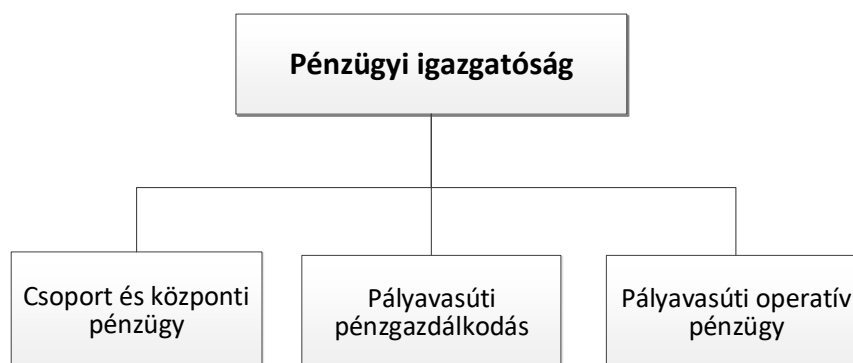 Pénzügyi igazgatóság
Csoport és központi
pénzügy
Pályavasúti
pénzgazdálkodás
Pályavasúti operatív
pénzügy